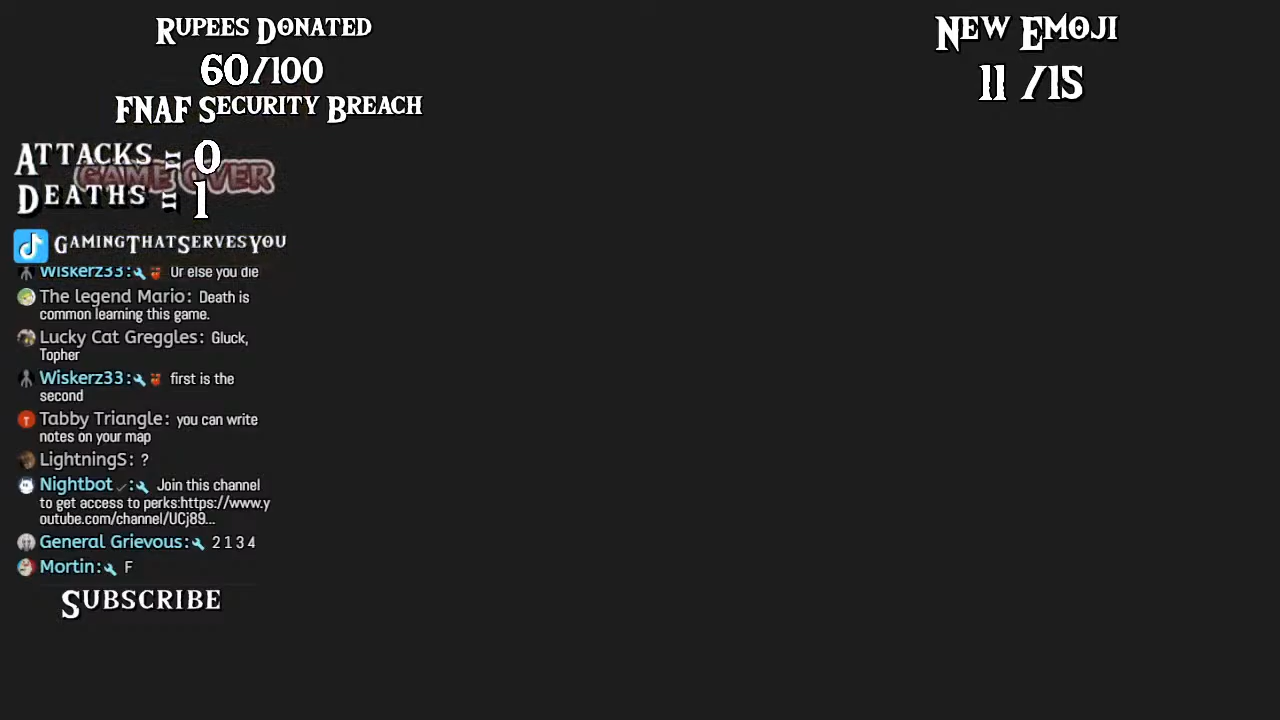 Rupees Donated
60/100
FNAF Security Breach
New Emoji
11 /15
Attacks = 0
GAME OVER
Deaths = 1
GamingThatServesYou
Wiskerz33: Ur else you die
The legend Mario: Death is
common learning this game.
Lucky Cat Greggles: Gluck,
Topher
Wiskerz33: first is the
second
Tabby Triangle: you can write
notes on your map
LightningS: ?
Nightbot: Join this channel
to get access to perks:https://www.y
outube.com/channel/UCj89...
General Grievous: 2 1 3 4
Mortin: F
Subscribe